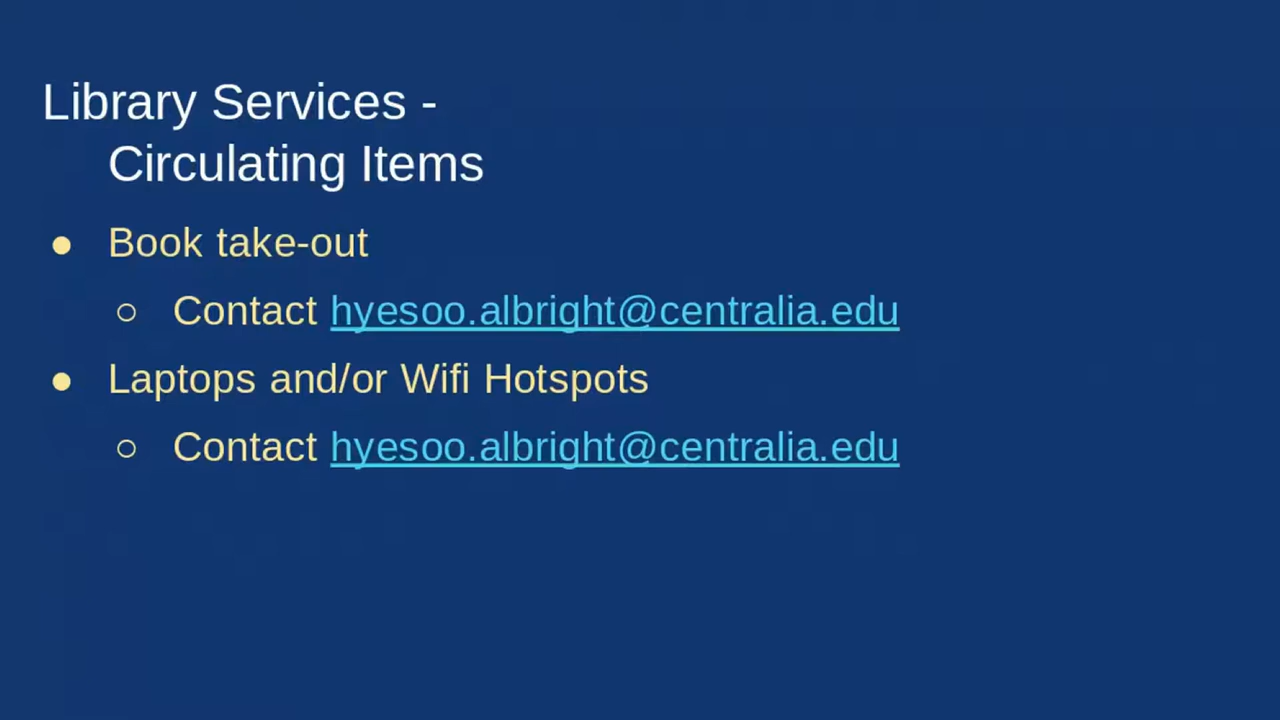 Library Services -
Circulating Items
● Book take-out
○ Contact hyesoo.albright@centralia.edu
● Laptops and/or Wifi Hotspots
○ Contact hyesoo.albright@centralia.edu